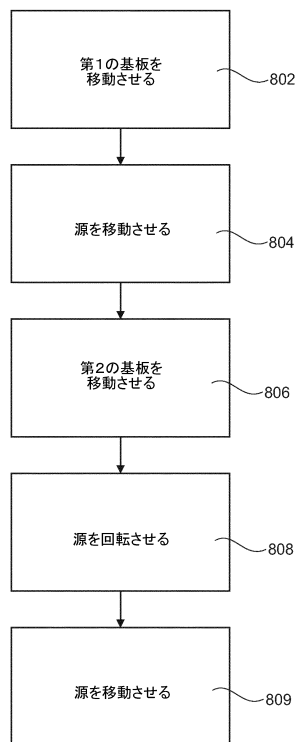 第1の基板を
移動させる
802
源を移動させる
804
第2の基板を
移動させる
806
源を回転させる
808
源を移動させる
809